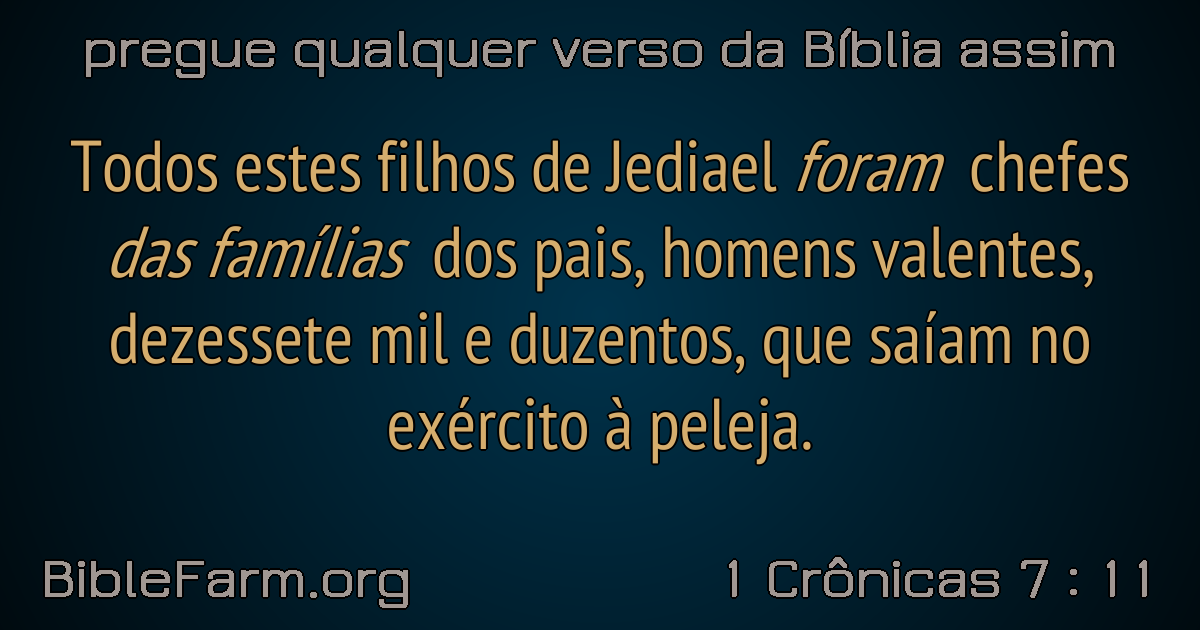 pregue qualquer verso da Bíblia assim
Todos estes filhos de Jediael foram chefes
das famílias dos pais, homens valentes,
dezessete mil e duzentos, que saíam no
exército à peleja.
BibleFarm.org
1 Crônicas 7 : 11